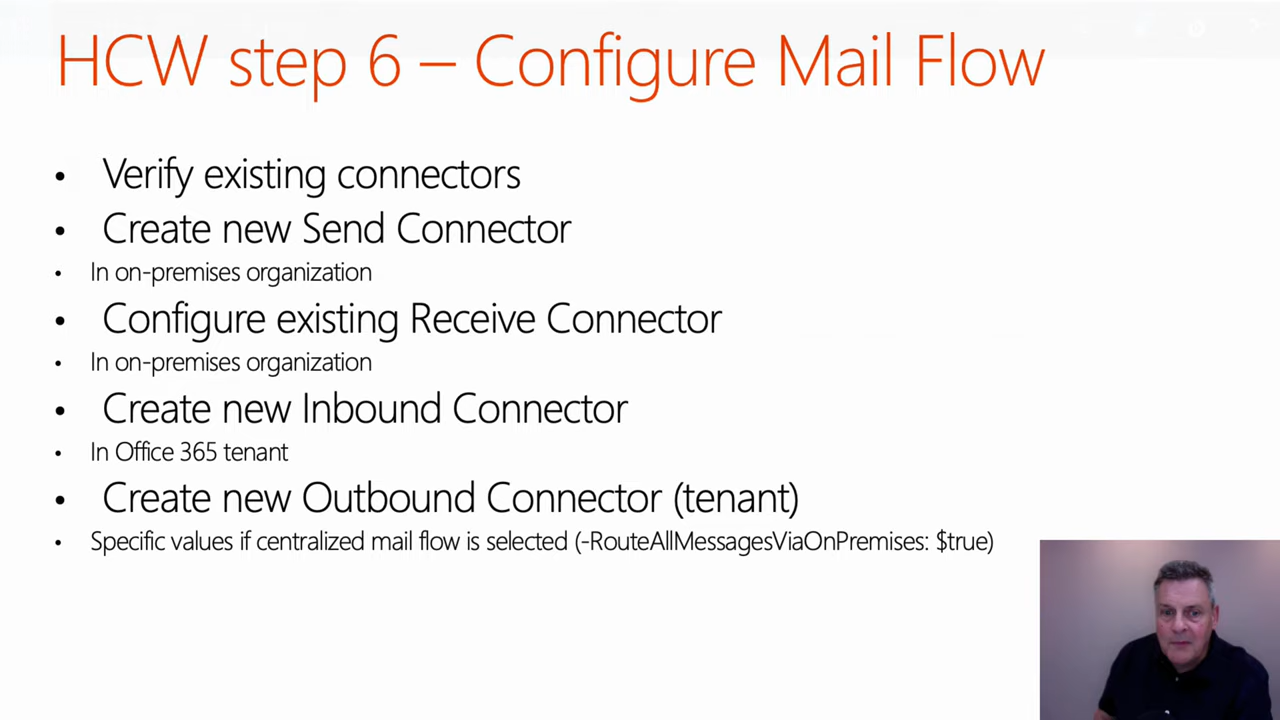 HCW step 6 – Configure Mail Flow
• Verify existing connectors
• Create new Send Connector
• In on-premises organization
• Configure existing Receive Connector
• In on-premises organization
• Create new Inbound Connector
• In Office 365 tenant
• Create new Outbound Connector (tenant)
• Specific values if centralized mail flow is selected (-RouteAllMessagesViaOnPremises: $true)